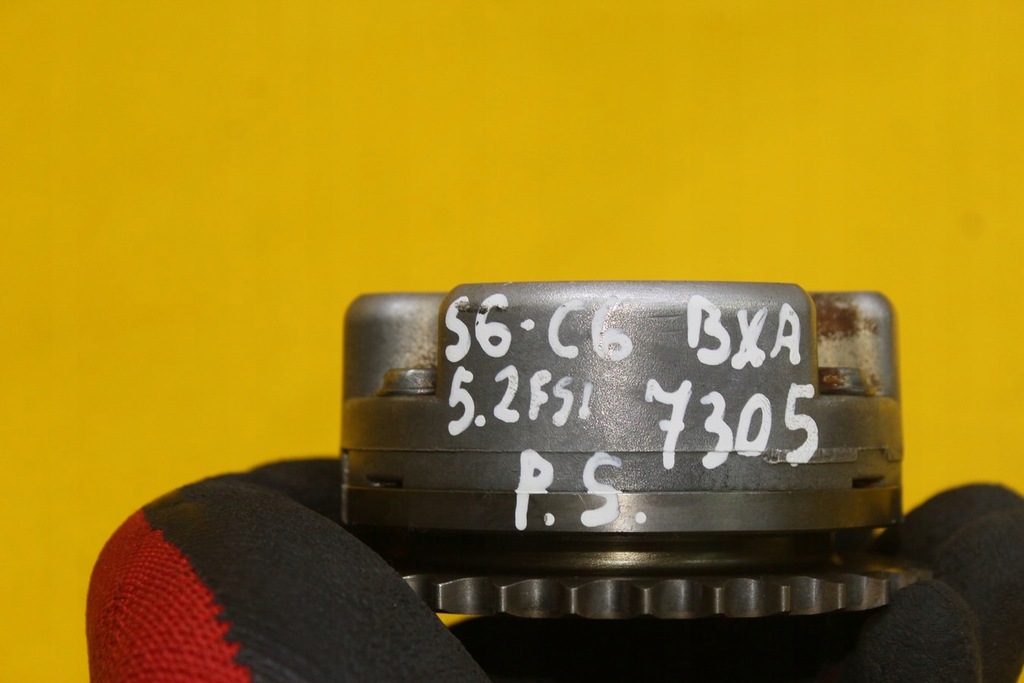 S6-C6 BXA
5.2FSI 7305
P.S.